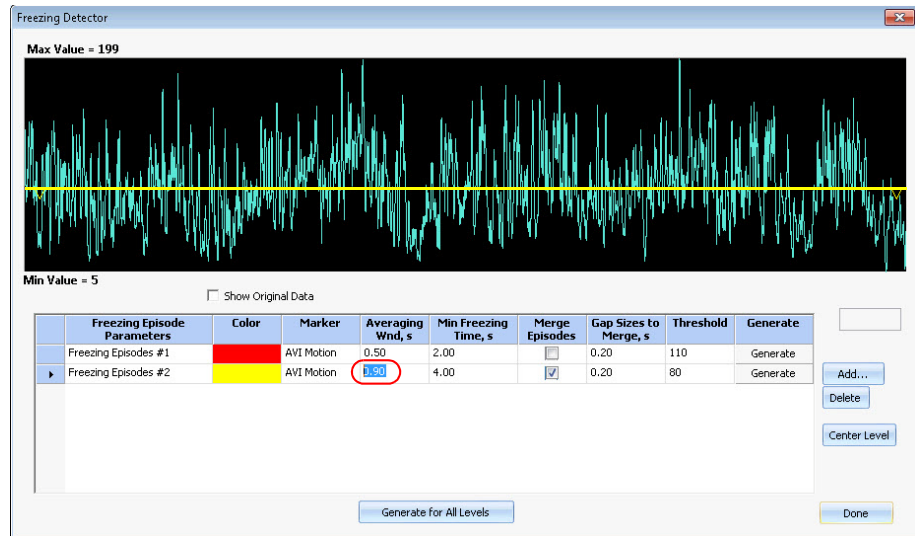 Freezing Detector
Max Value = 199
Min Value = 5
Show Original Data
Freezing Episode Parameters Color Marker Averaging Wnd, s Min Freezing Time, s Merge Episodes Gap Sizes to Merge, s Threshold Generate
Freezing Episodes #1 AVI Motion 0.50 2.00 0.20 110 Generate
Freezing Episodes #2 AVI Motion 0.90 4.00 0.20 80 Generate
Add...
Delete
Center Level
Generate for All Levels
Done